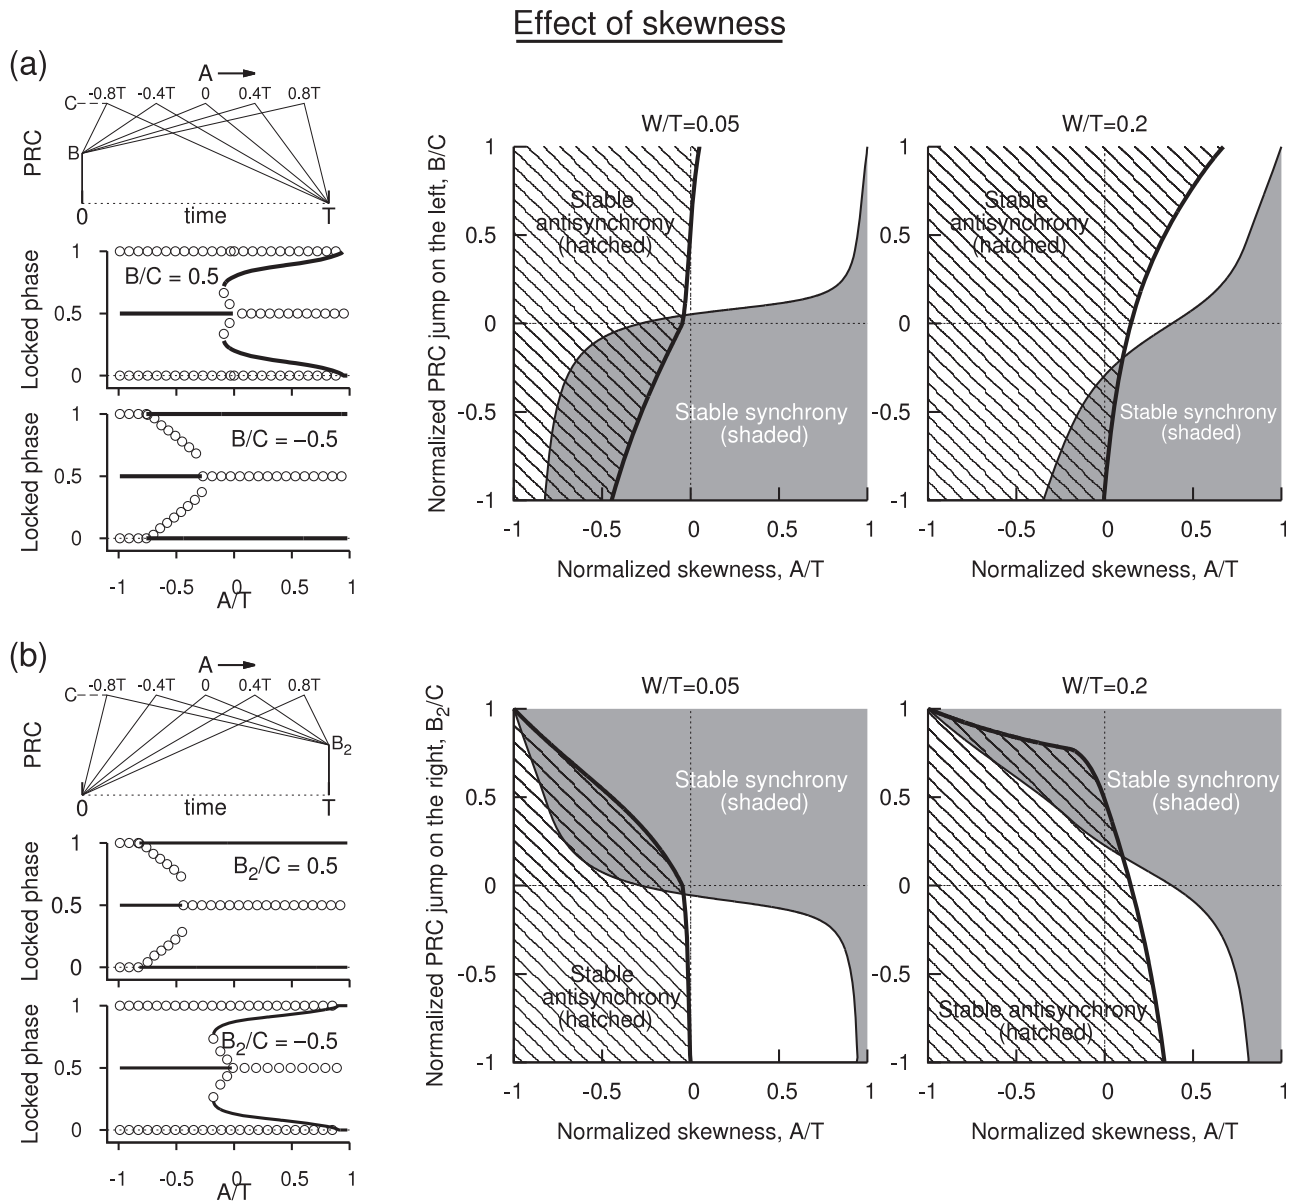 Effect of skewness
(a)
A
C
-0.8T
-0.4T
0
0.4T
0.8T
PRC
B
0
time
T
Locked phase
1
0.5
0
B/C = 0.5
Locked phase
1
0.5
0
B/C = −0.5
-1
-0.5
0
0.5
1
A/T
Normalized PRC jump on the left, B/C
W/T=0.05
1
0.5
0
-0.5
-1
Stable
antisynchrony
(hatched)
Stable synchrony
(shaded)
-1
-0.5
0
0.5
1
Normalized skewness, A/T
W/T=0.2
1
0.5
0
-0.5
-1
Stable
antisynchrony
(hatched)
Stable synchrony
(shaded)
-1
-0.5
0
0.5
1
Normalized skewness, A/T
(b)
A
C
-0.8T
-0.4T
0
0.4T
0.8T
PRC
B2
0
time
T
Locked phase
1
0.5
0
B2/C = 0.5
Locked phase
1
0.5
0
B2/C = −0.5
-1
-0.5
0
0.5
1
A/T
Normalized PRC jump on the right, B2/C
W/T=0.05
1
0.5
0
-0.5
-1
Stable synchrony
(shaded)
Stable
antisynchrony
(hatched)
-1
-0.5
0
0.5
1
Normalized skewness, A/T
W/T=0.2
1
0.5
0
-0.5
-1
Stable synchrony
(shaded)
Stable antisynchrony
(hatched)
-1
-0.5
0
0.5
1
Normalized skewness, A/T